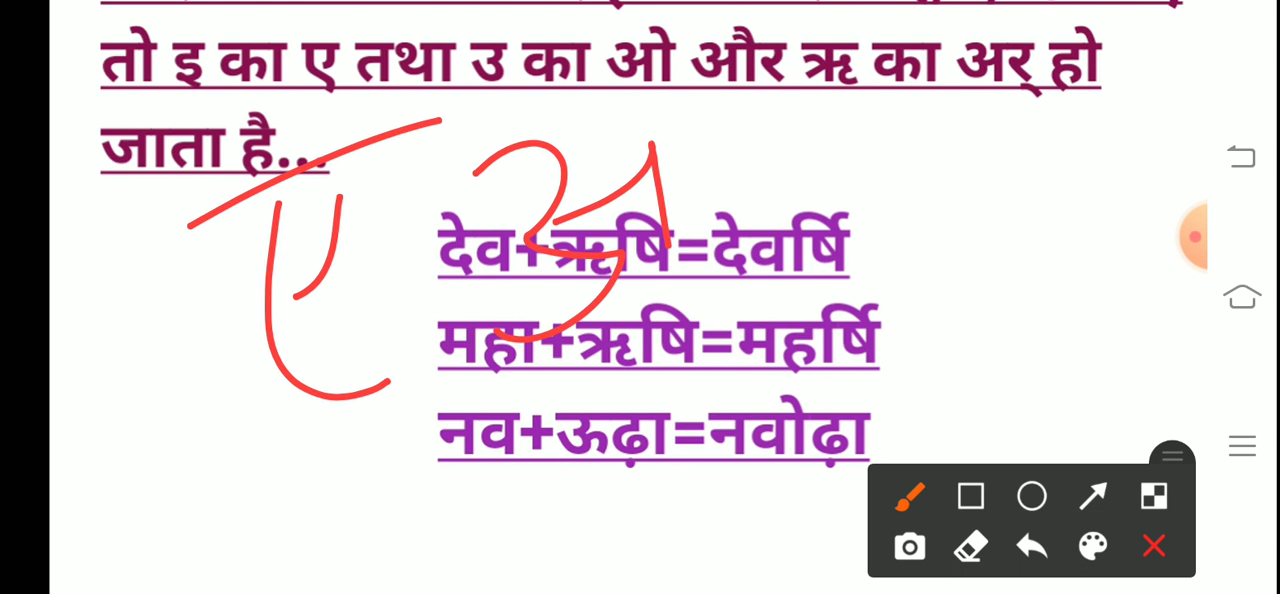 तो इ का ए तथा उ का ओ और ऋ का अर् हो
जाता है...
ए
देव+ऋषि=देवर्षि
महा+ऋषि=महर्षि
नव+ऊढ़ा=नवोढ़ा